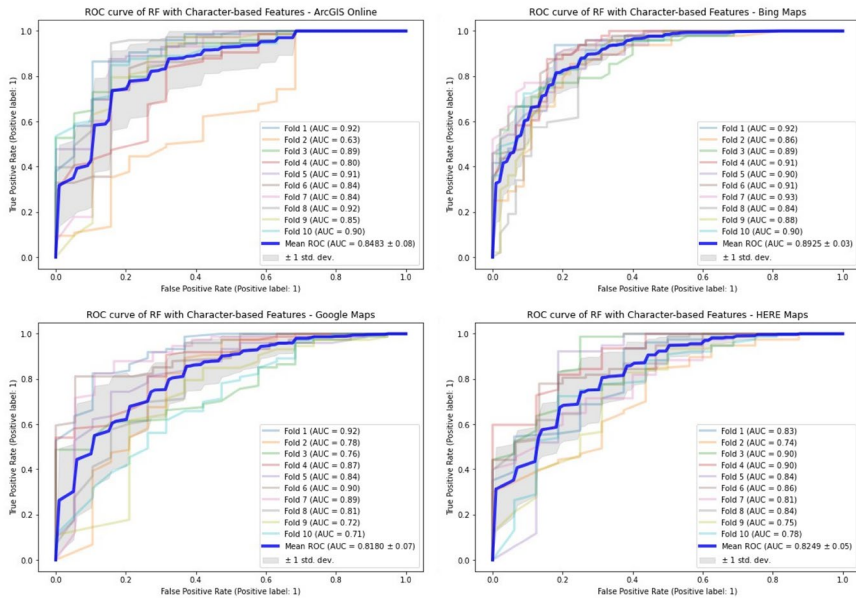 ROC curve of RF with Character-based Features - ArcGIS Online
True Positive Rate (Positive label: 1)
1.0
0.8
0.6
0.4
0.2
0.0
Fold 1 (AUC = 0.92)
Fold 2 (AUC = 0.63)
Fold 3 (AUC = 0.89)
Fold 4 (AUC = 0.80)
Fold 5 (AUC = 0.91)
Fold 6 (AUC = 0.84)
Fold 7 (AUC = 0.84)
Fold 8 (AUC = 0.92)
Fold 9 (AUC = 0.85)
Fold 10 (AUC = 0.90)
Mean ROC (AUC = 0.8483 ± 0.08)
± 1 std. dev.
0.0 0.2 0.4 0.6 0.8 1.0
False Positive Rate (Positive label: 1)
ROC curve of RF with Character-based Features - Bing Maps
True Positive Rate (Positive label: 1)
1.0
0.8
0.6
0.4
0.2
0.0
Fold 1 (AUC = 0.92)
Fold 2 (AUC = 0.86)
Fold 3 (AUC = 0.89)
Fold 4 (AUC = 0.91)
Fold 5 (AUC = 0.90)
Fold 6 (AUC = 0.91)
Fold 7 (AUC = 0.93)
Fold 8 (AUC = 0.84)
Fold 9 (AUC = 0.88)
Fold 10 (AUC = 0.90)
Mean ROC (AUC = 0.8925 ± 0.03)
± 1 std. dev.
0.0 0.2 0.4 0.6 0.8 1.0
False Positive Rate (Positive label: 1)
ROC curve of RF with Character-based Features - Google Maps
True Positive Rate (Positive label: 1)
1.0
0.8
0.6
0.4
0.2
0.0
Fold 1 (AUC = 0.92)
Fold 2 (AUC = 0.78)
Fold 3 (AUC = 0.76)
Fold 4 (AUC = 0.87)
Fold 5 (AUC = 0.84)
Fold 6 (AUC = 0.90)
Fold 7 (AUC = 0.89)
Fold 8 (AUC = 0.81)
Fold 9 (AUC = 0.72)
Fold 10 (AUC = 0.71)
Mean ROC (AUC = 0.8180 ± 0.07)
± 1 std. dev.
0.0 0.2 0.4 0.6 0.8 1.0
False Positive Rate (Positive label: 1)
ROC curve of RF with Character-based Features - HERE Maps
True Positive Rate (Positive label: 1)
1.0
0.8
0.6
0.4
0.2
0.0
Fold 1 (AUC = 0.83)
Fold 2 (AUC = 0.74)
Fold 3 (AUC = 0.90)
Fold 4 (AUC = 0.90)
Fold 5 (AUC = 0.84)
Fold 6 (AUC = 0.86)
Fold 7 (AUC = 0.81)
Fold 8 (AUC = 0.84)
Fold 9 (AUC = 0.75)
Fold 10 (AUC = 0.78)
Mean ROC (AUC = 0.8249 ± 0.05)
± 1 std. dev.
0.0 0.2 0.4 0.6 0.8 1.0
False Positive Rate (Positive label: 1)